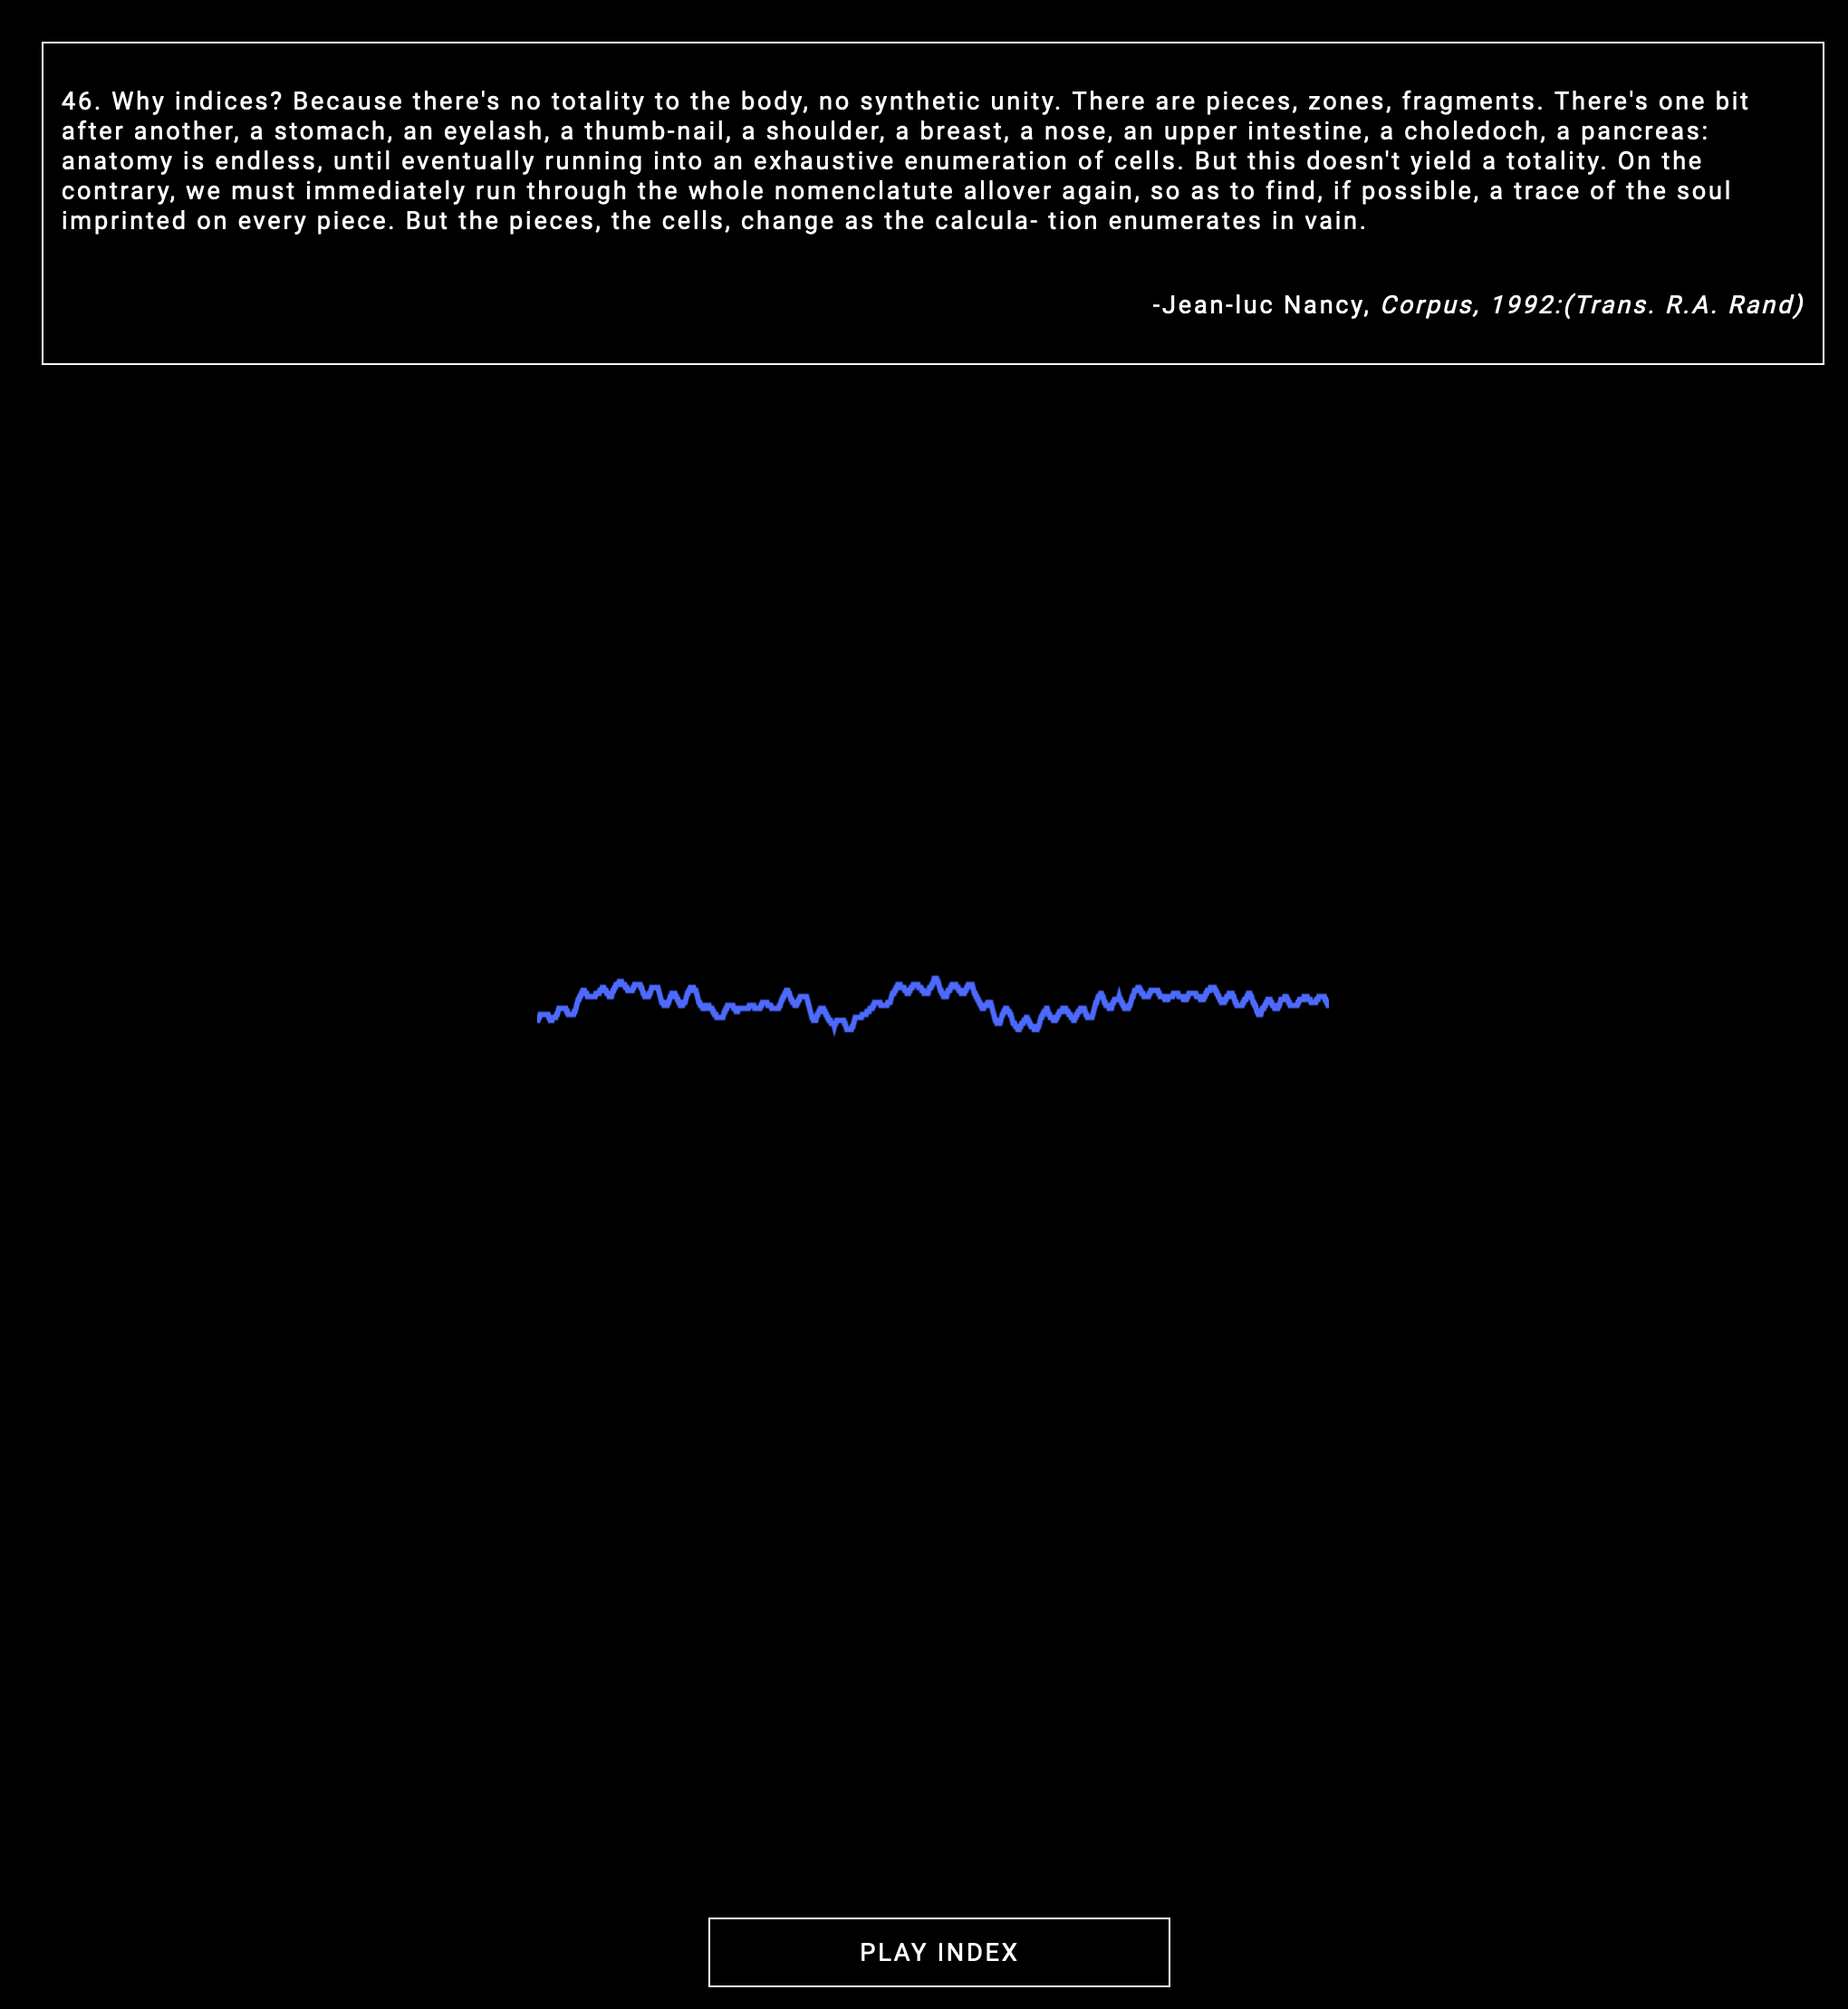 46. Why indices? Because there's no totality to the body, no synthetic unity. There are pieces, zones, fragments. There's one bit
after another, a stomach, an eyelash, a thumb-nail, a shoulder, a breast, a nose, an upper intestine, a choledoch, a pancreas:
anatomy is endless, until eventually running into an exhaustive enumeration of cells. But this doesn't yield a totality. On the
contrary, we must immediately run through the whole nomenclatute allover again, so as to find, if possible, a trace of the soul
imprinted on every piece. But the pieces, the cells, change as the calcula- tion enumerates in vain.
-Jean-luc Nancy, Corpus, 1992:(Trans. R.A. Rand)
PLAY INDEX